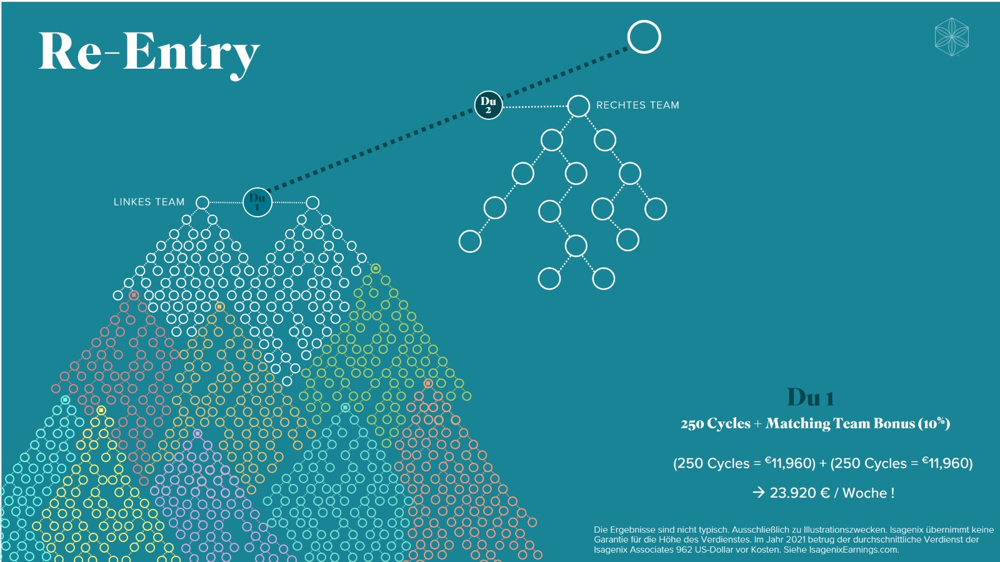 Re-Entry
Du
2
RECHTES TEAM
LINKES TEAM
Du
1
Du 1
250 Cycles + Matching Team Bonus (10%)
(250 Cycles = €11,960) + (250 Cycles = €11,960)
→ 23.920 € / Woche !
Die Ergebnisse sind nicht typisch. Ausschließlich zu Illustrationszwecken. Isagenix übernimmt keine
Garantie für die Höhe des Verdienstes. Im Jahr 2021 betrug der durchschnittliche Verdienst der
Isagenix Associates 962 US-Dollar vor Kosten. Siehe IsagenixEarnings.com.